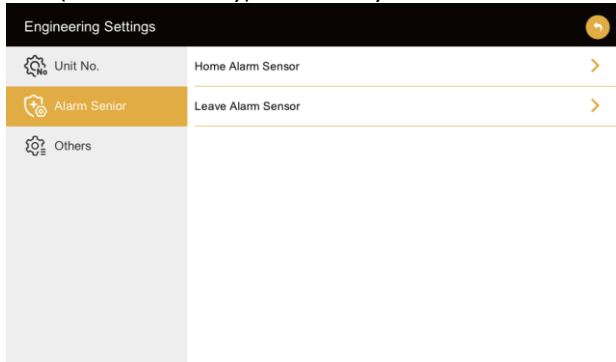 Engineering Settings
Unit No.
Home Alarm Sensor
Alarm Senior
Leave Alarm Sensor
Others